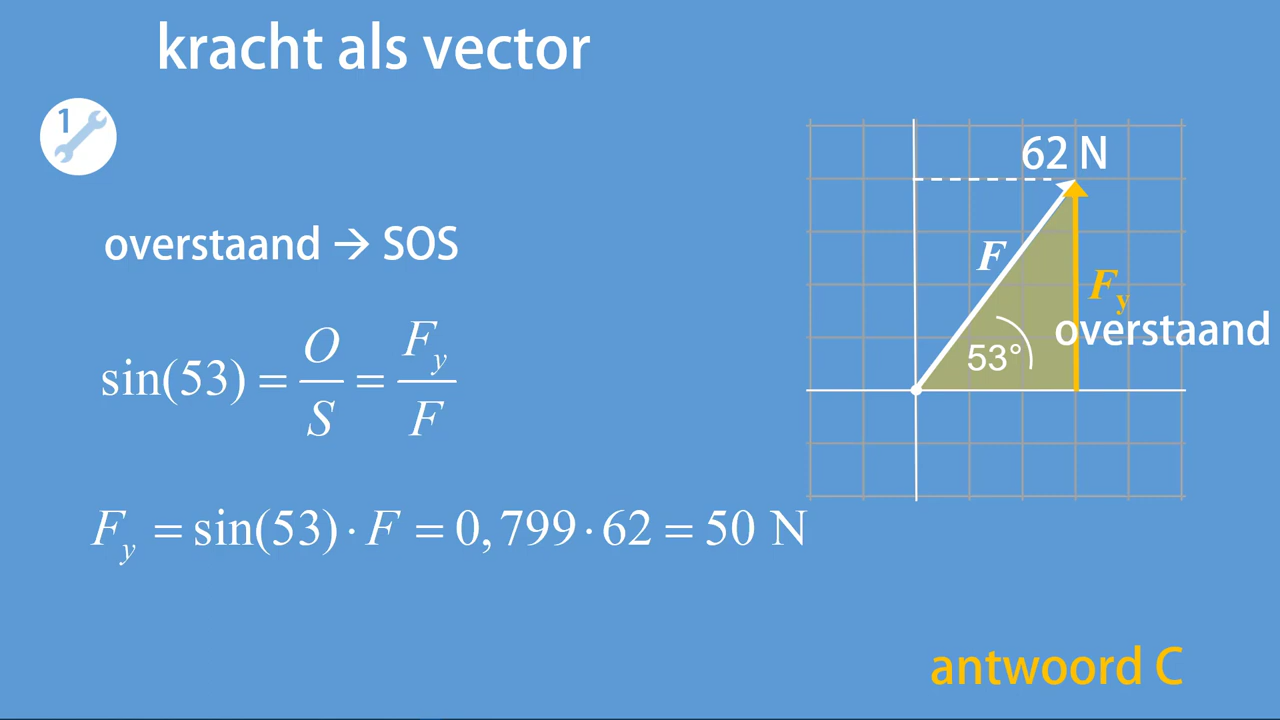 kracht als vector
1
62 N
overstaand → SOS
F
F_y
overstaand
53°
sin(53) = O/S = F_y/F
F_y = sin(53) · F = 0,799 · 62 = 50 N
antwoord C